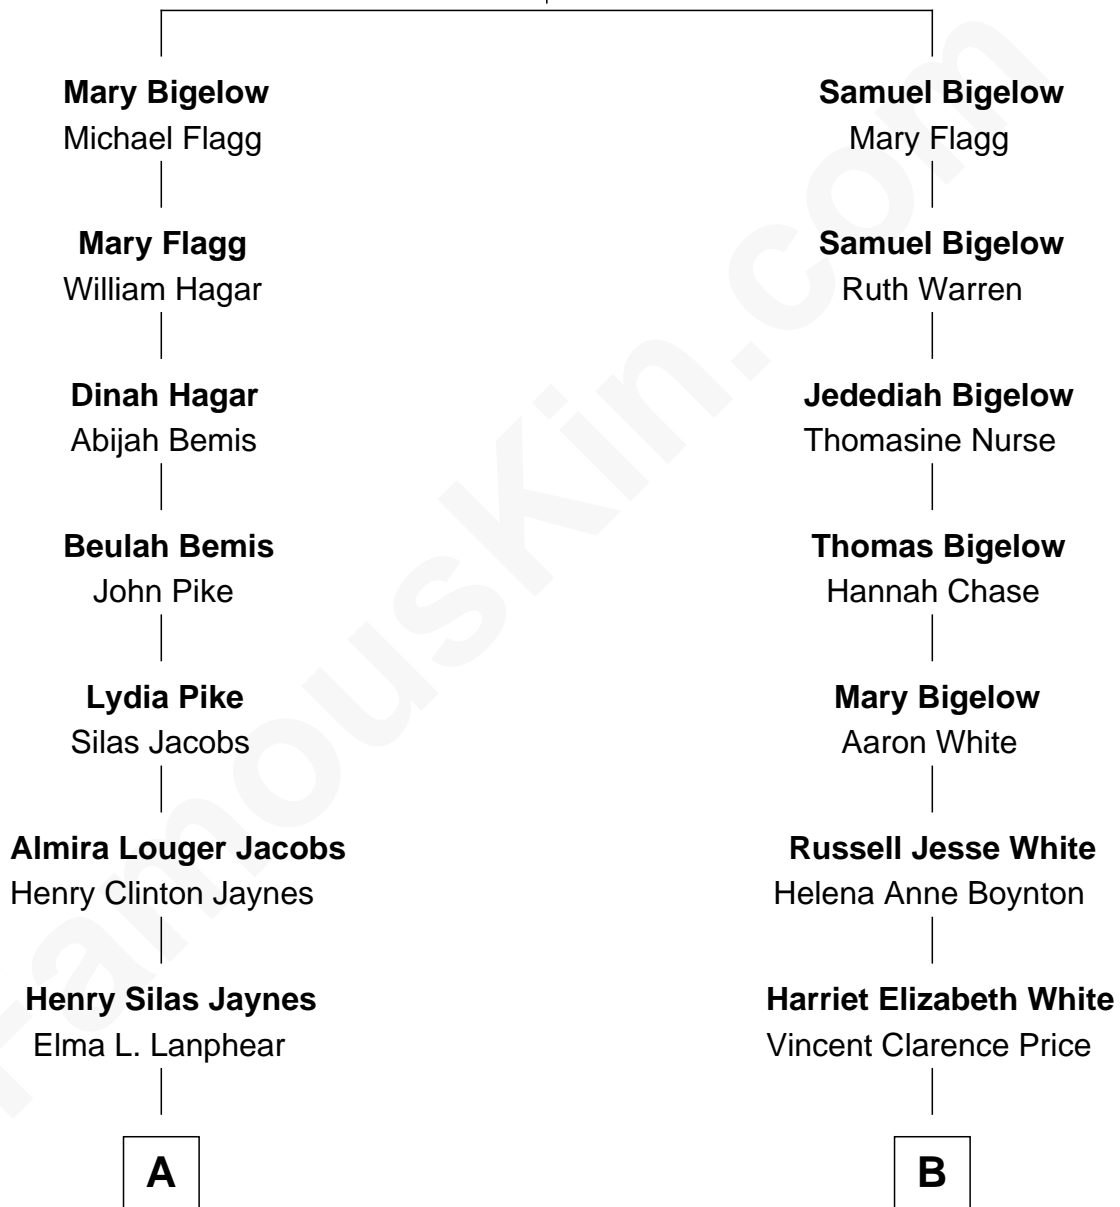 Mary Bigelow
Michael Flagg
Samuel Bigelow
Mary Flagg
Mary Flagg
William Hagar
Samuel Bigelow
Ruth Warren
Dinah Hagar
Abijah Bemis
Jedediah Bigelow
Thomasine Nurse
Beulah Bemis
John Pike
Thomas Bigelow
Hannah Chase
Lydia Pike
Silas Jacobs
Mary Bigelow
Aaron White
Almira Louger Jacobs
Henry Clinton Jaynes
Russell Jesse White
Helena Anne Boynton
Henry Silas Jaynes
Elma L. Lanphear
Harriet Elizabeth White
Vincent Clarence Price
A
B
FamousKin.com